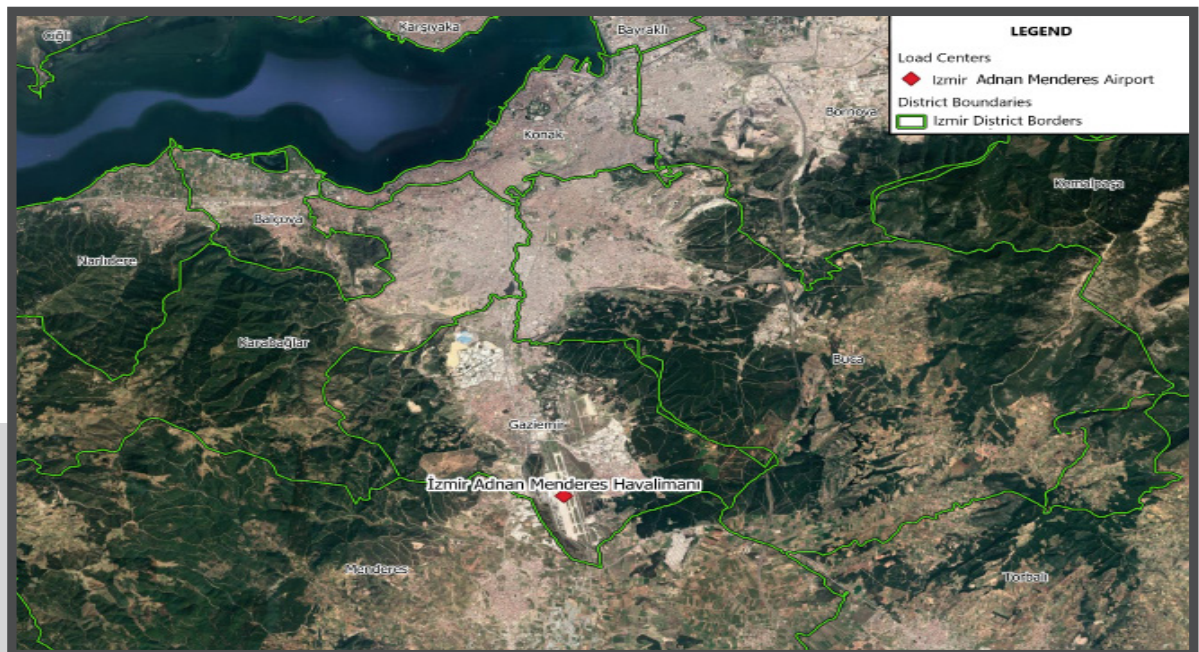 LEGEND
Load Centers
Izmir Adnan Menderes Airport
District Boundaries
Izmir District Borders
Çiğli
Karşıyaka
Bayraklı
Bornova
Konak
Kemalpaşa
Balçova
Narlıdere
Karabağlar
Buca
Gaziemir
İzmir Adnan Menderes Havalimanı
Menderes
Torbalı